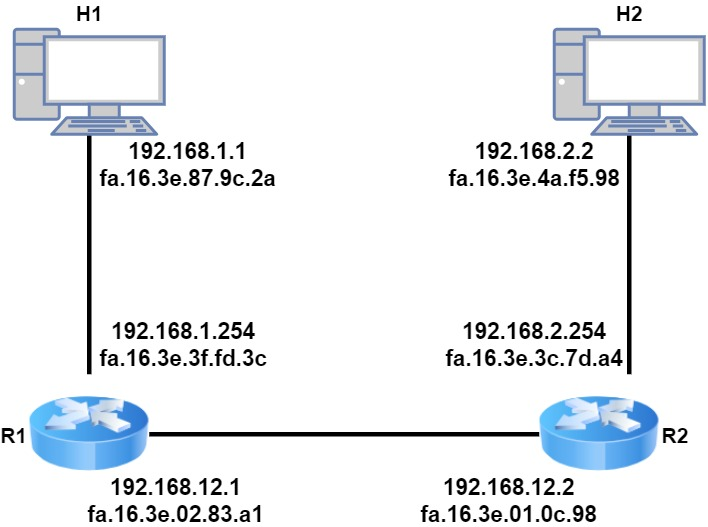 H1
H2
192.168.1.1
fa.16.3e.87.9c.2a
192.168.2.2
fa.16.3e.4a.f5.98
192.168.1.254
fa.16.3e.3f.fd.3c
192.168.2.254
fa.16.3e.3c.7d.a4
R1
R2
192.168.12.1
fa.16.3e.02.83.a1
192.168.12.2
fa.16.3e.01.0c.98